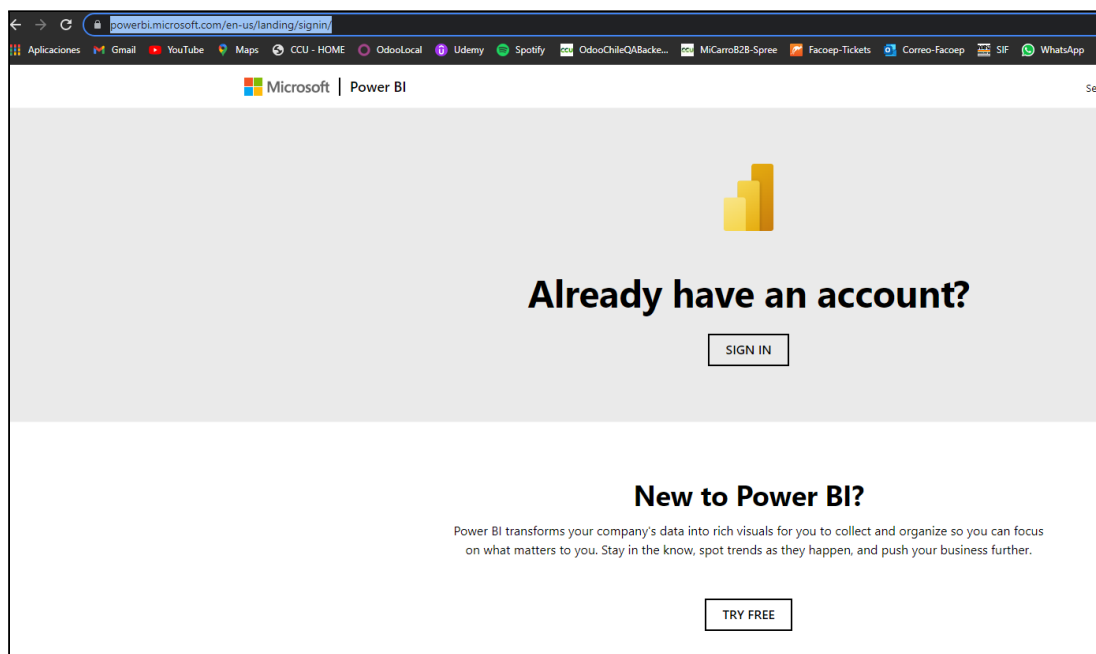 powerbi.microsoft.com/en-us/landing/signin/
Aplicaciones Gmail YouTube Maps CCU - HOME OdooLocal Udemy Spotify ccu OdooChileQABacke... ccu MiCarroB2B-Spree Facoep-Tickets Correo-Facoep SIF WhatsApp
Microsoft Power BI
Se
Already have an account?
SIGN IN
New to Power BI?
Power BI transforms your company's data into rich visuals for you to collect and organize so you can focus
on what matters to you. Stay in the know, spot trends as they happen, and push your business further.
TRY FREE